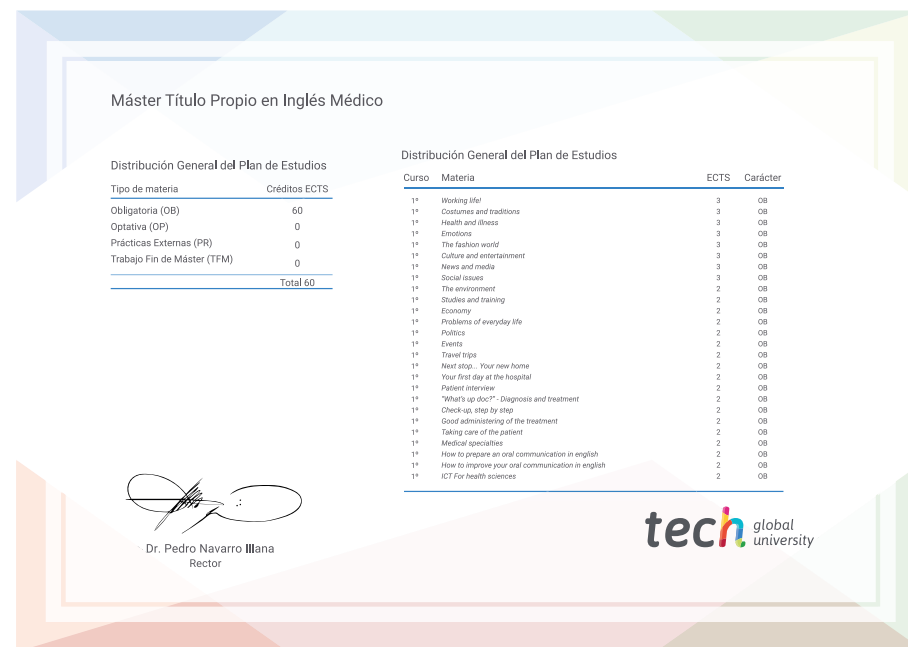 Máster Título Propio en Inglés Médico
Distribución General del Plan de Estudios
Tipo de materia Créditos ECTS
Obligatoria (OB) 60
Optativa (OP) 0
Prácticas Externas (PR) 0
Trabajo Fin de Máster (TFM) 0
Total 60
Distribución General del Plan de Estudios
Curso Materia ECTS Carácter
1º Working life! 3 OB
1º Costumes and traditions 3 OB
1º Health and illness 3 OB
1º Emotions 3 OB
1º The fashion world 3 OB
1º Culture and entertainment 3 OB
1º News and media 3 OB
1º Social issues 3 OB
1º The environment 2 OB
1º Studies and training 2 OB
1º Economy 2 OB
1º Problems of everyday life 2 OB
1º Politics 2 OB
1º Events 2 OB
1º Travel trips 2 OB
1º Next stop... Your new home 2 OB
1º Your first day at the hospital 2 OB
1º Patient interview 2 OB
1º "What's up doc?" - Diagnosis and treatment 2 OB
1º Check-up, step by step 2 OB
1º Good administering of the treatment 2 OB
1º Taking care of the patient 2 OB
1º Medical specialties 2 OB
1º How to prepare an oral communication in english 2 OB
1º How to improve your oral communication in english 2 OB
1º ICT For health sciences 2 OB
Dr. Pedro Navarro Illana
Rector
tech global
university